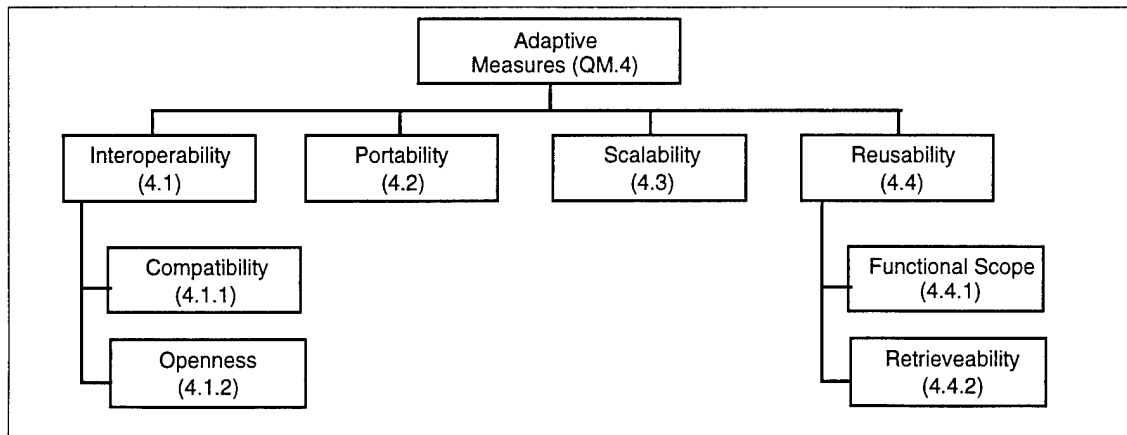 Adaptive
Measures (QM.4)
Interoperability
(4.1)
Portability
(4.2)
Scalability
(4.3)
Reusability
(4.4)
Compatibility
(4.1.1)
Openness
(4.1.2)
Functional Scope
(4.4.1)
Retrieveability
(4.4.2)